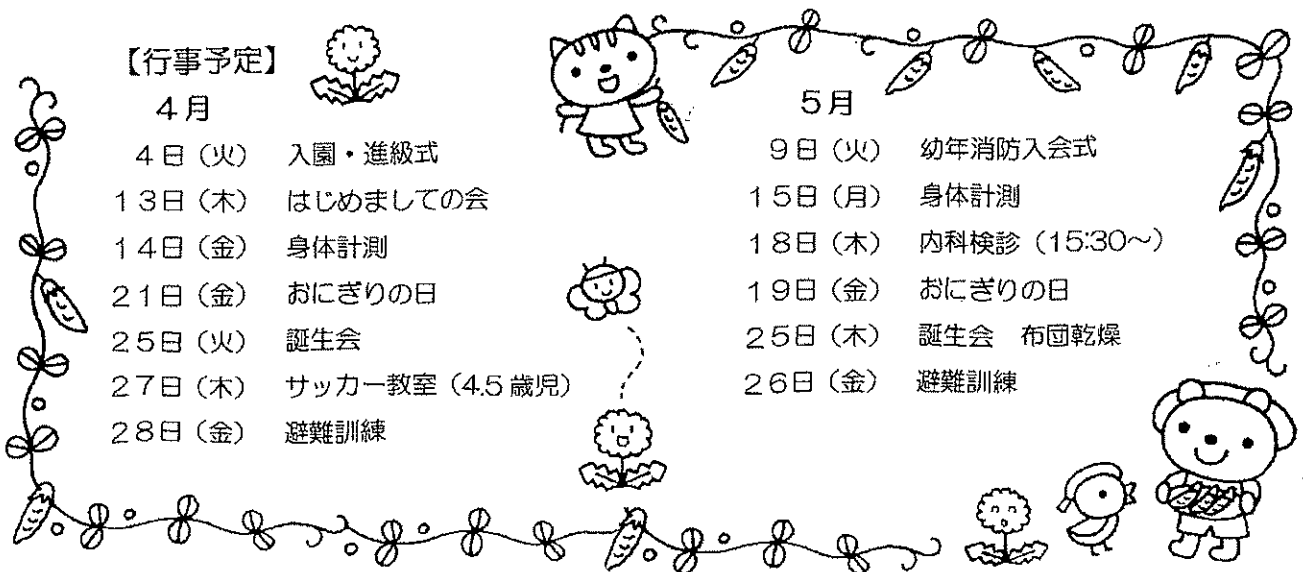 【行事予定】
4月
4日（火） 入園・進級式
13日（木） はじめましての会
14日（金） 身体計測
21日（金） おにぎりの日
25日（火） 誕生会
27日（木） サッカー教室（4.5歳児）
28日（金） 避難訓練
5月
9日（火） 幼年消防入会式
15日（月） 身体計測
18日（木） 内科検診（15:30～）
19日（金） おにぎりの日
25日（木） 誕生会 布団乾燥
26日（金） 避難訓練